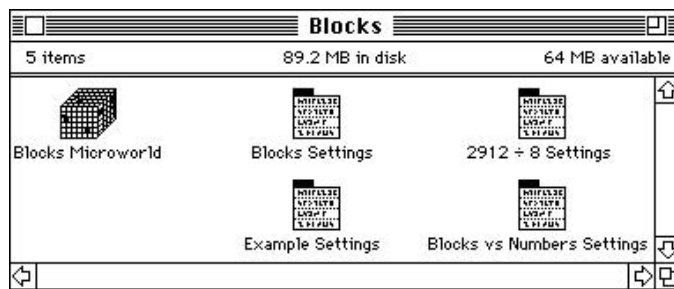 Blocks
5 items 89.2 MB in disk 64 MB available
Blocks Microworld Blocks Settings 2912 ÷ 8 Settings
Example Settings Blocks vs Numbers Settings